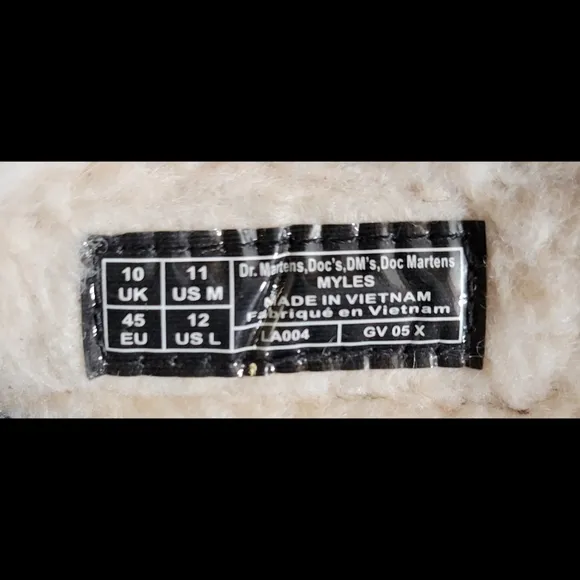 10 UK
11 US M
45 EU
12 US L
Dr. Martens,Doc's,DM's,Doc Martens
MYLES
MADE IN VIETNAM
Fabriqué en Vietnam
LA004
GV 05 X